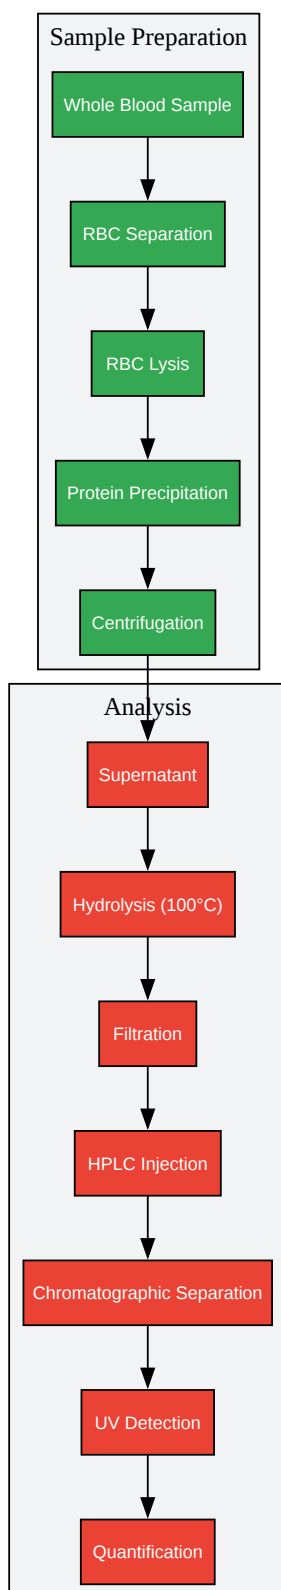 Sample Preparation
Whole Blood Sample
RBC Separation
RBC Lysis
Protein Precipitation
Centrifugation
Analysis
Supernatant
Hydrolysis (100°C)
Filtration
HPLC Injection
Chromatographic Separation
UV Detection
Quantification